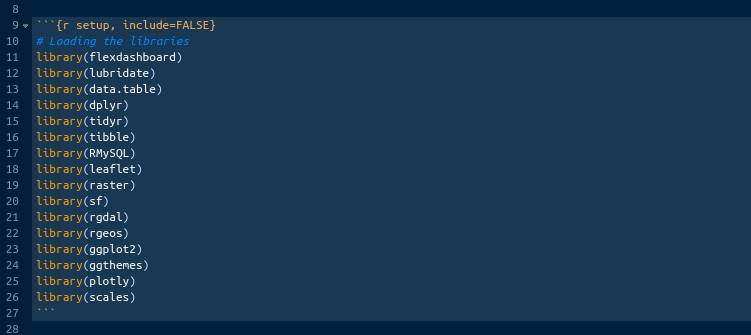 8
9 ```{r setup, include=FALSE}
10 # Loading the libraries
11 library(flexdashboard)
12 library(lubridate)
13 library(data.table)
14 library(dplyr)
15 library(tidyr)
16 library(tibble)
17 library(RMySQL)
18 library(leaflet)
19 library(raster)
20 library(sf)
21 library(rgdal)
22 library(rgeos)
23 library(ggplot2)
24 library(ggthemes)
25 library(plotly)
26 library(scales)
27 ```
28